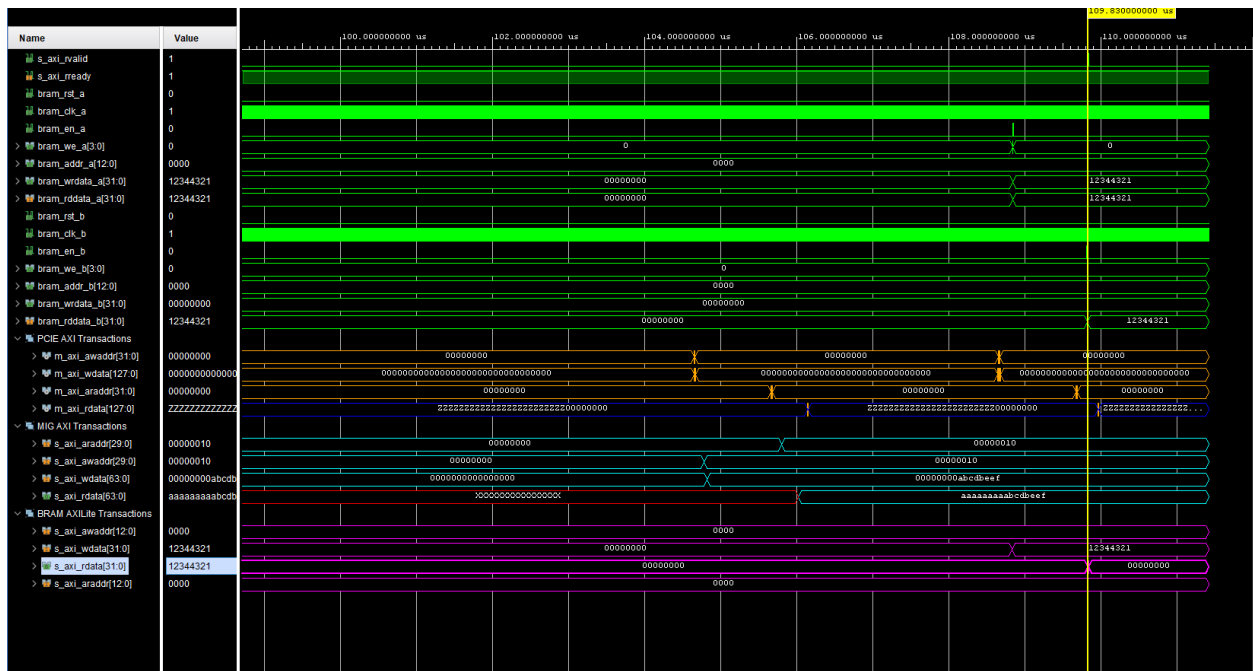 109.830000000 us
Name Value
100.000000000 us 102.000000000 us 104.000000000 us 106.000000000 us 108.000000000 us 110.000000000 us
s_axi_rvalid 1
s_axi_rready 1
bram_rst_a 0
bram_clk_a 1
bram_en_a 0
bram_we_a[3:0] 0 0 0
bram_addr_a[12:0] 0000 0000
bram_wrdata_a[31:0] 12344321 00000000 12344321
bram_rddata_a[31:0] 12344321 00000000 12344321
bram_rst_b 0
bram_clk_b 1
bram_en_b 0
bram_we_b[3:0] 0 0
bram_addr_b[12:0] 0000 0000
bram_wrdata_b[31:0] 00000000 00000000
bram_rddata_b[31:0] 12344321 00000000 12344321
PCIE AXI Transactions
m_axi_awaddr[31:0] 00000000 00000000 00000000 00000000
m_axi_wdata[127:0] 0000000000000 00000000000000000000000000000000 00000000000000000000000000000000 00000000000000000000000000000000
m_axi_araddr[31:0] 00000000 00000000 00000000 00000000
m_axi_rdata[127:0] ZZZZZZZZZZZZZ ZZZZZZZZZZZZZZZZZZZZZZZZ00000000 ZZZZZZZZZZZZZZZZZZZZZZZZ00000000 ZZZZZZZZZZZZZZZZ...
MIG AXI Transactions
s_axi_araddr[29:0] 00000010 00000000 00000010
s_axi_awaddr[29:0] 00000010 00000000 00000010
s_axi_wdata[63:0] 00000000abcdb 0000000000000000 00000000abcdbeef
s_axi_rdata[63:0] aaaaaaaaabcdb XXXXXXXXXXXXXXXX aaaaaaaaabcdbeef
BRAM AXILite Transactions
s_axi_awaddr[12:0] 0000 0000
s_axi_wdata[31:0] 12344321 00000000 12344321
s_axi_rdata[31:0] 12344321 00000000 00000000
s_axi_araddr[12:0] 0000 0000